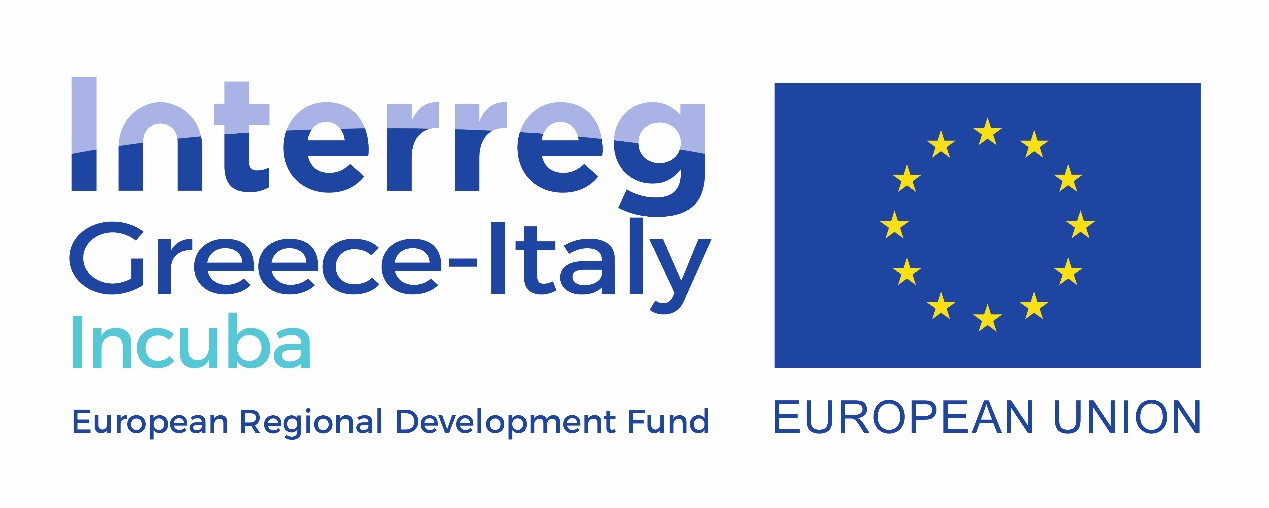 Interreg
Greece-Italy
Incuba
European Regional Development Fund
EUROPEAN UNION